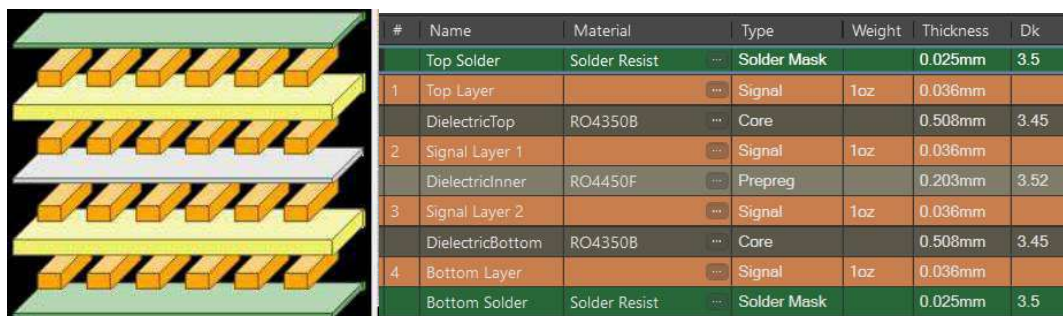 # Name Material Type Weight Thickness Dk
Top Solder Solder Resist ... Solder Mask 0.025mm 3.5
1 Top Layer ... Signal 1oz 0.036mm
DielectricTop RO4350B ... Core 0.508mm 3.45
2 Signal Layer 1 ... Signal 1oz 0.036mm
DielectricInner RO4450F ... Prepreg 0.203mm 3.52
3 Signal Layer 2 ... Signal 1oz 0.036mm
DielectricBottom RO4350B ... Core 0.508mm 3.45
4 Bottom Layer ... Signal 1oz 0.036mm
Bottom Solder Solder Resist ... Solder Mask 0.025mm 3.5